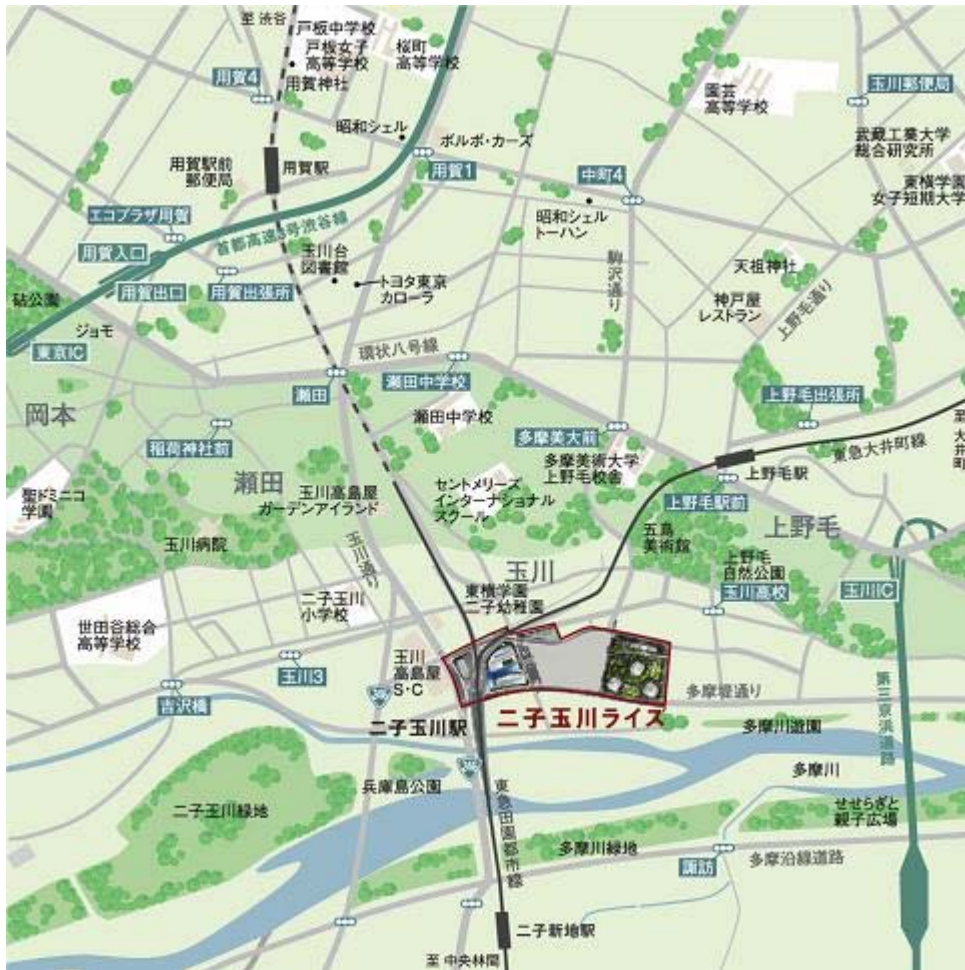 至 渋谷
戸板中学校
戸板女子
高等学校
桜町
高等学校
用賀4
用賀神社
園芸
高等学校
玉川郵便局
昭和シェル
ボルボ・カーズ
武蔵工業大学
総合研究所
用賀駅前
郵便局
用賀駅
用賀1
中町4
東横学園
女子短期大学
エコプラザ用賀
昭和シェル
トーハン
首都高速3号渋谷線
用賀入口
玉川台
図書館
駒沢通り
天祖神社
用賀出口
用賀出張所
トヨタ東京
カローラ
神戸屋
レストラン
上野毛通り
砧公園
ジョモ
東京IC
環状八号線
瀬田
瀬田中学校
上野毛出張所
岡本
瀬田中学校
稲荷神社前
多摩美大前
至 大井町
東急大井町線
多摩美術大学
上野毛校舎
上野毛駅
瀬田
聖ドミニコ
学園
玉川高島屋
ガーデンアイランド
セントメリーズ
インターナショナル
スクール
上野毛駅前
上野毛
五島
美術館
玉川病院
玉川通り
玉川
上野毛
自然公園
玉川IC
東横学園
二子幼稚園
玉川高校
二子玉川
小学校
世田谷総合
高等学校
玉川
高島屋
S・C
玉川3
第三京浜道路
吉沢橋
多摩堤通り
二子玉川駅
二子玉川ライズ
多摩川遊園
兵庫島公園
多摩川
二子玉川緑地
東急田園都市線
せせらぎと
親子広場
多摩川緑地
諏訪
多摩沿線道路
二子新地駅
至 中央林間